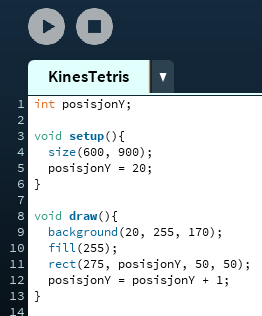 KinesTetris
1 int posisjonY;
2
3 void setup(){
4   size(600, 900);
5   posisjonY = 20;
6 }
7
8 void draw(){
9   background(20, 255, 170);
10   fill(255);
11   rect(275, posisjonY, 50, 50);
12   posisjonY = posisjonY + 1;
13 }
14